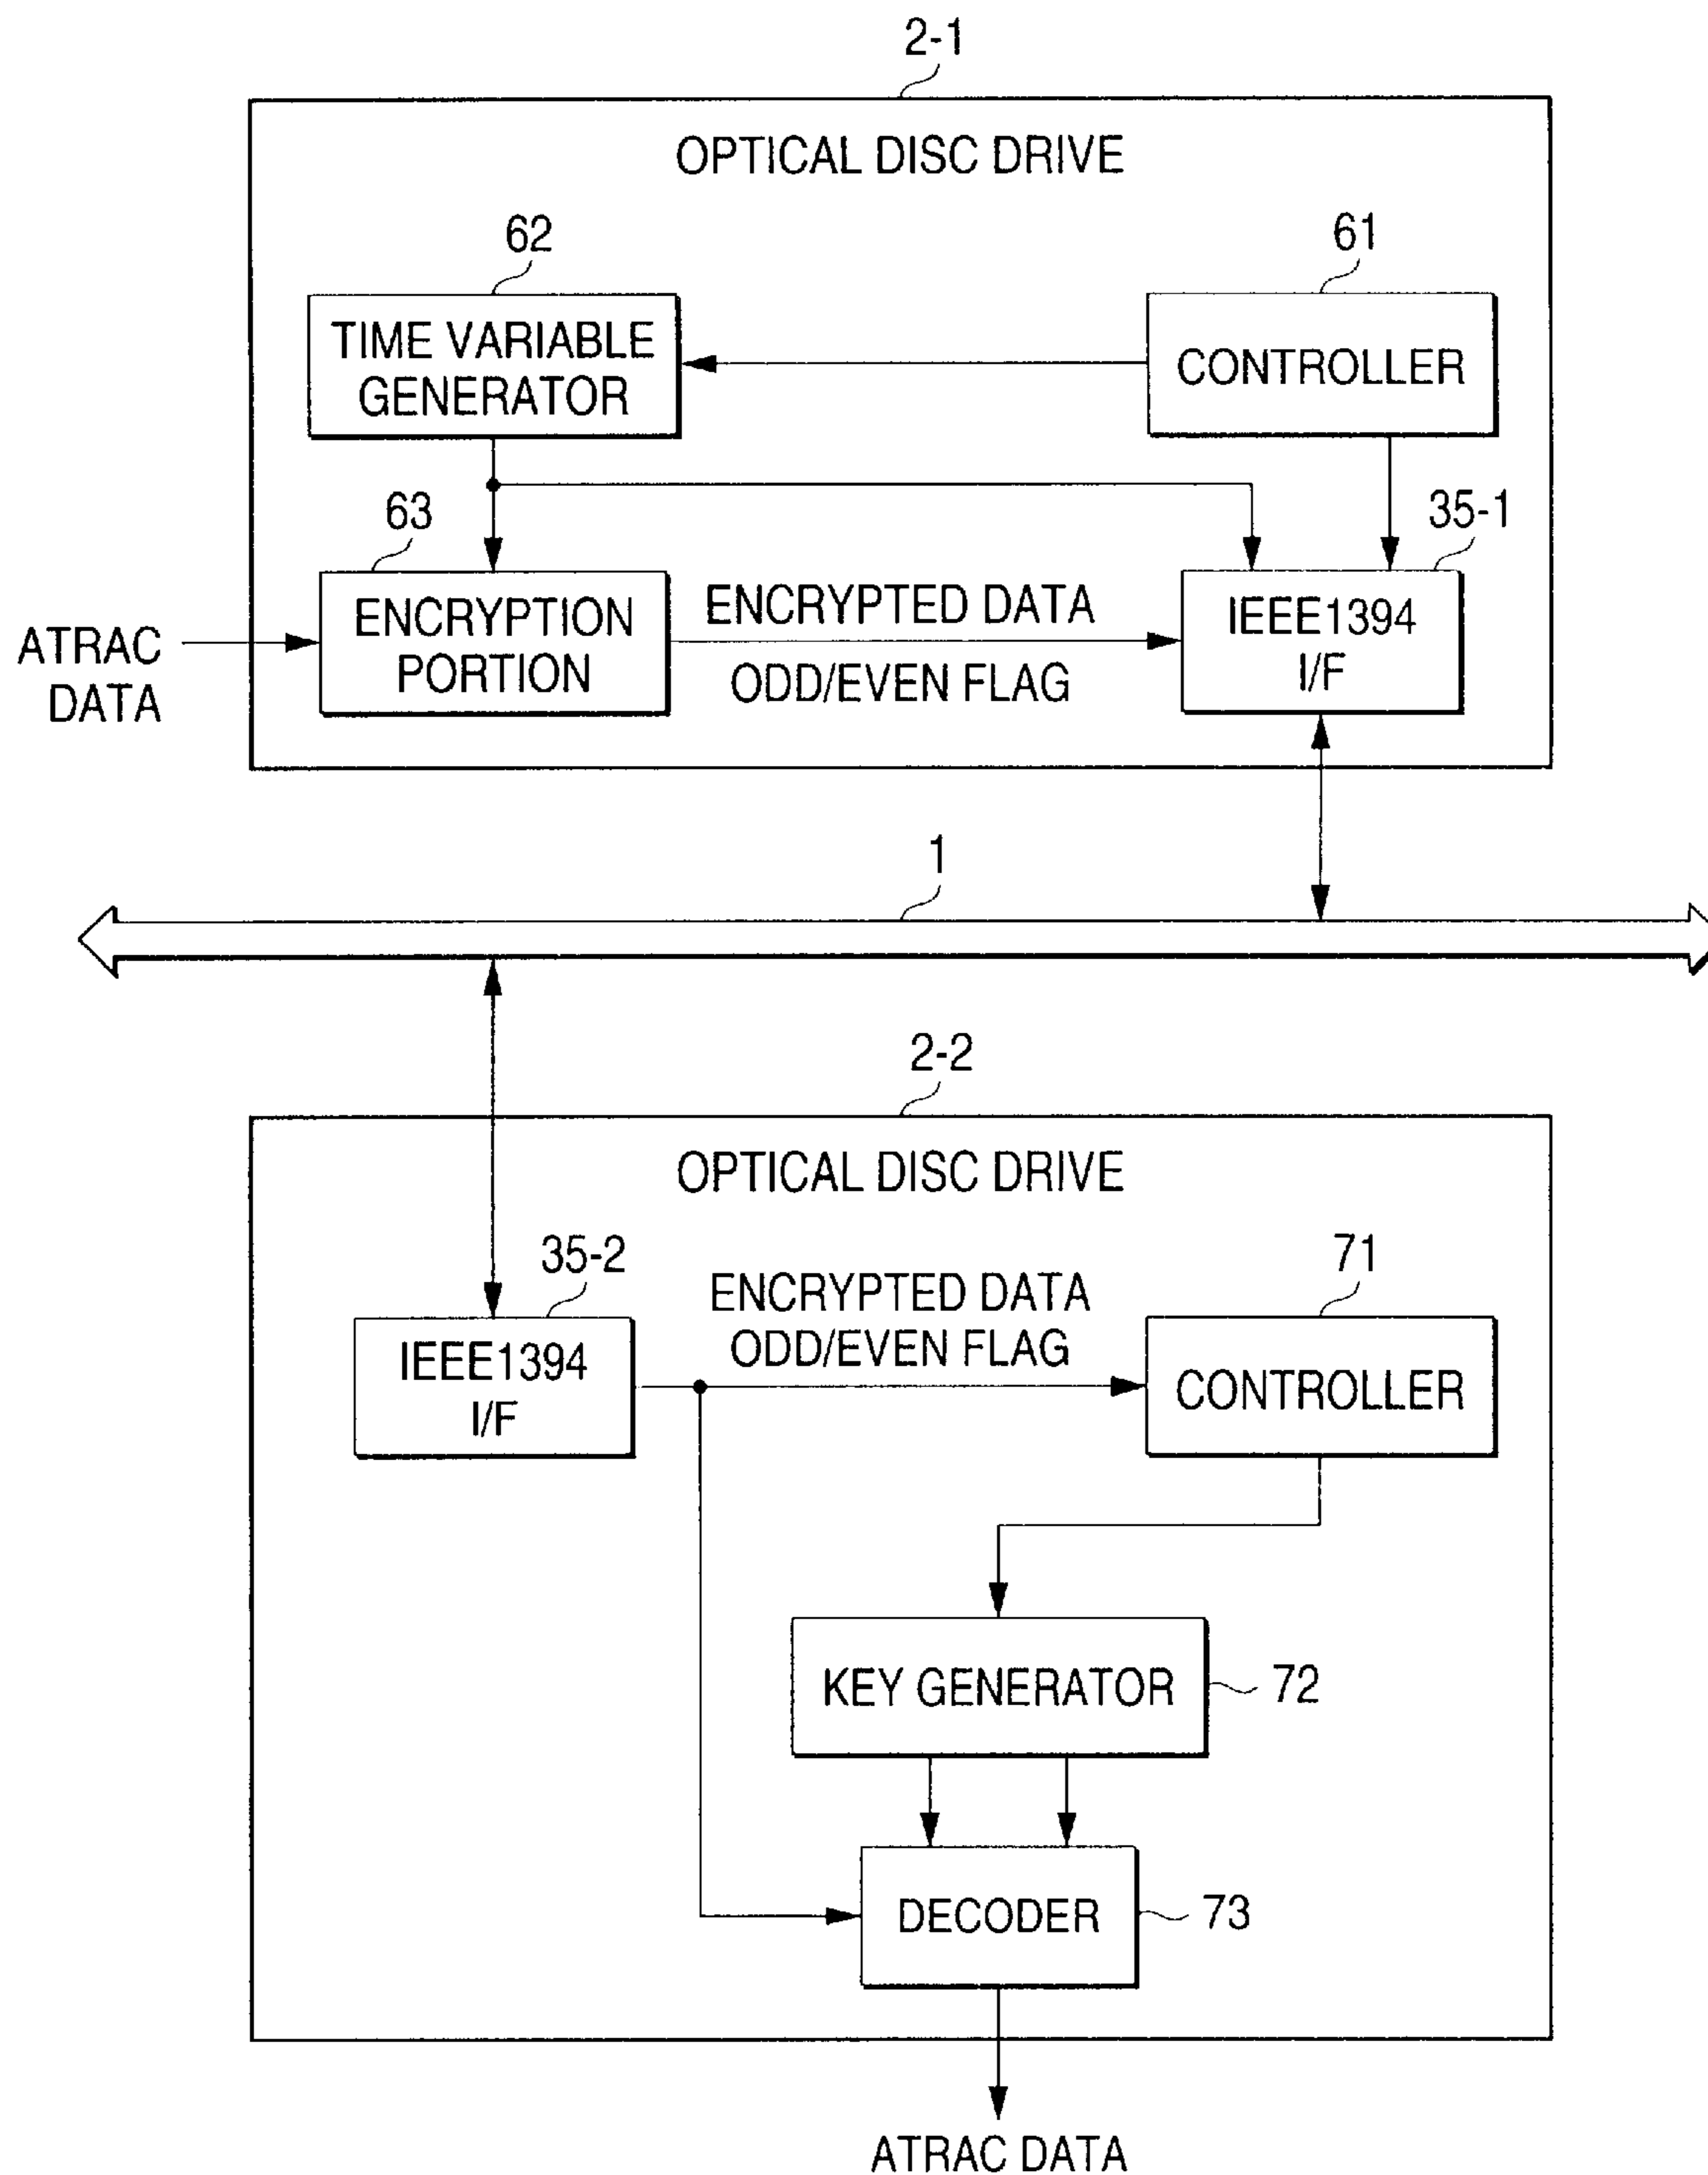 2-1
OPTICAL DISC DRIVE
62
61
TIME VARIABLE
GENERATOR
CONTROLLER
63
35-1
ATRAC
DATA
ENCRYPTION
PORTION
ENCRYPTED DATA
ODD/EVEN FLAG
IEEE1394
I/F
1
2-2
OPTICAL DISC DRIVE
35-2
71
ENCRYPTED DATA
ODD/EVEN FLAG
IEEE1394
I/F
CONTROLLER
KEY GENERATOR
72
DECODER
73
ATRAC DATA